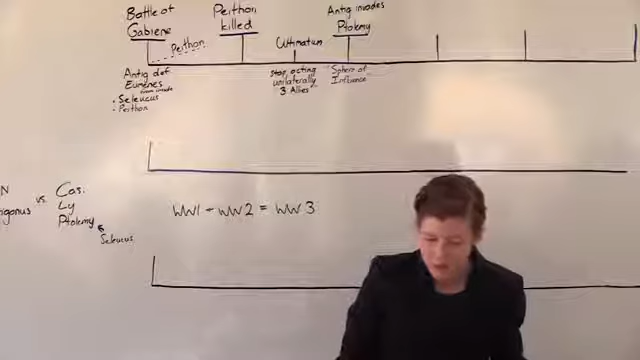 Battle of
Gabiene
Peithon
Peithon
killed
Ultimatum
Antig invades
Ptolemy
Antig def
Eumenes
• Seleucus
• Peithon
stop acting
unilaterally
3 Allies
Sphere of
Influence
N
igonus
vs.
Cas.
Ly
Ptolemy
Seleucus
WW1 - WW2 = WW3